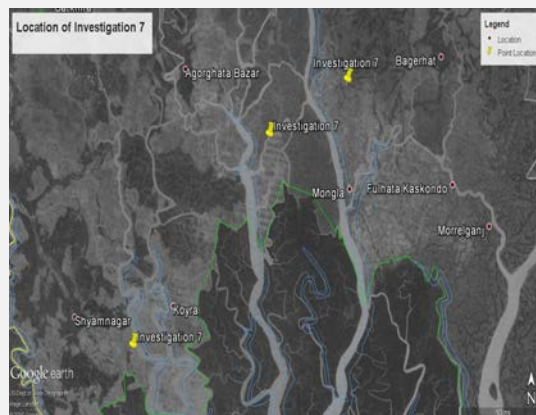 Location of Investigation 7
Legend
Location
Point Location
Investigation 7
Bagerhat
Agorghata Bazar
Investigation 7
Mongla
Fulhata Kaskondo
Morrelganj
Koyra
Shyamnagar
Investigation 7
Google earth
N